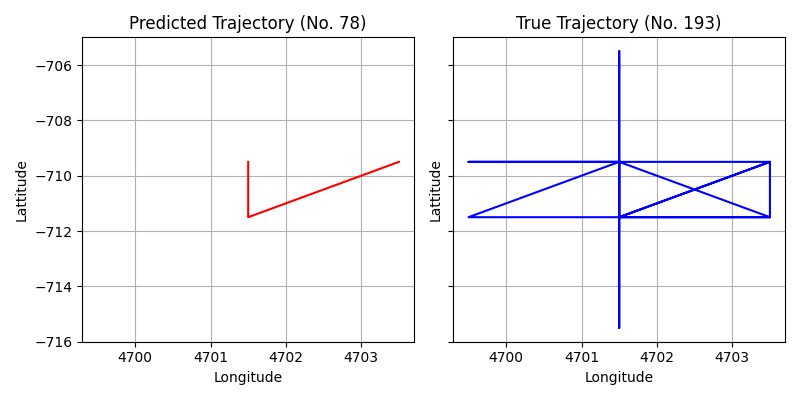 Predicted Trajectory (No. 78)
True Trajectory (No. 193)
Lattitude
−706
−708
−710
−712
−714
−716
4700
4701
4702
4703
Longitude
Lattitude
4700
4701
4702
4703
Longitude